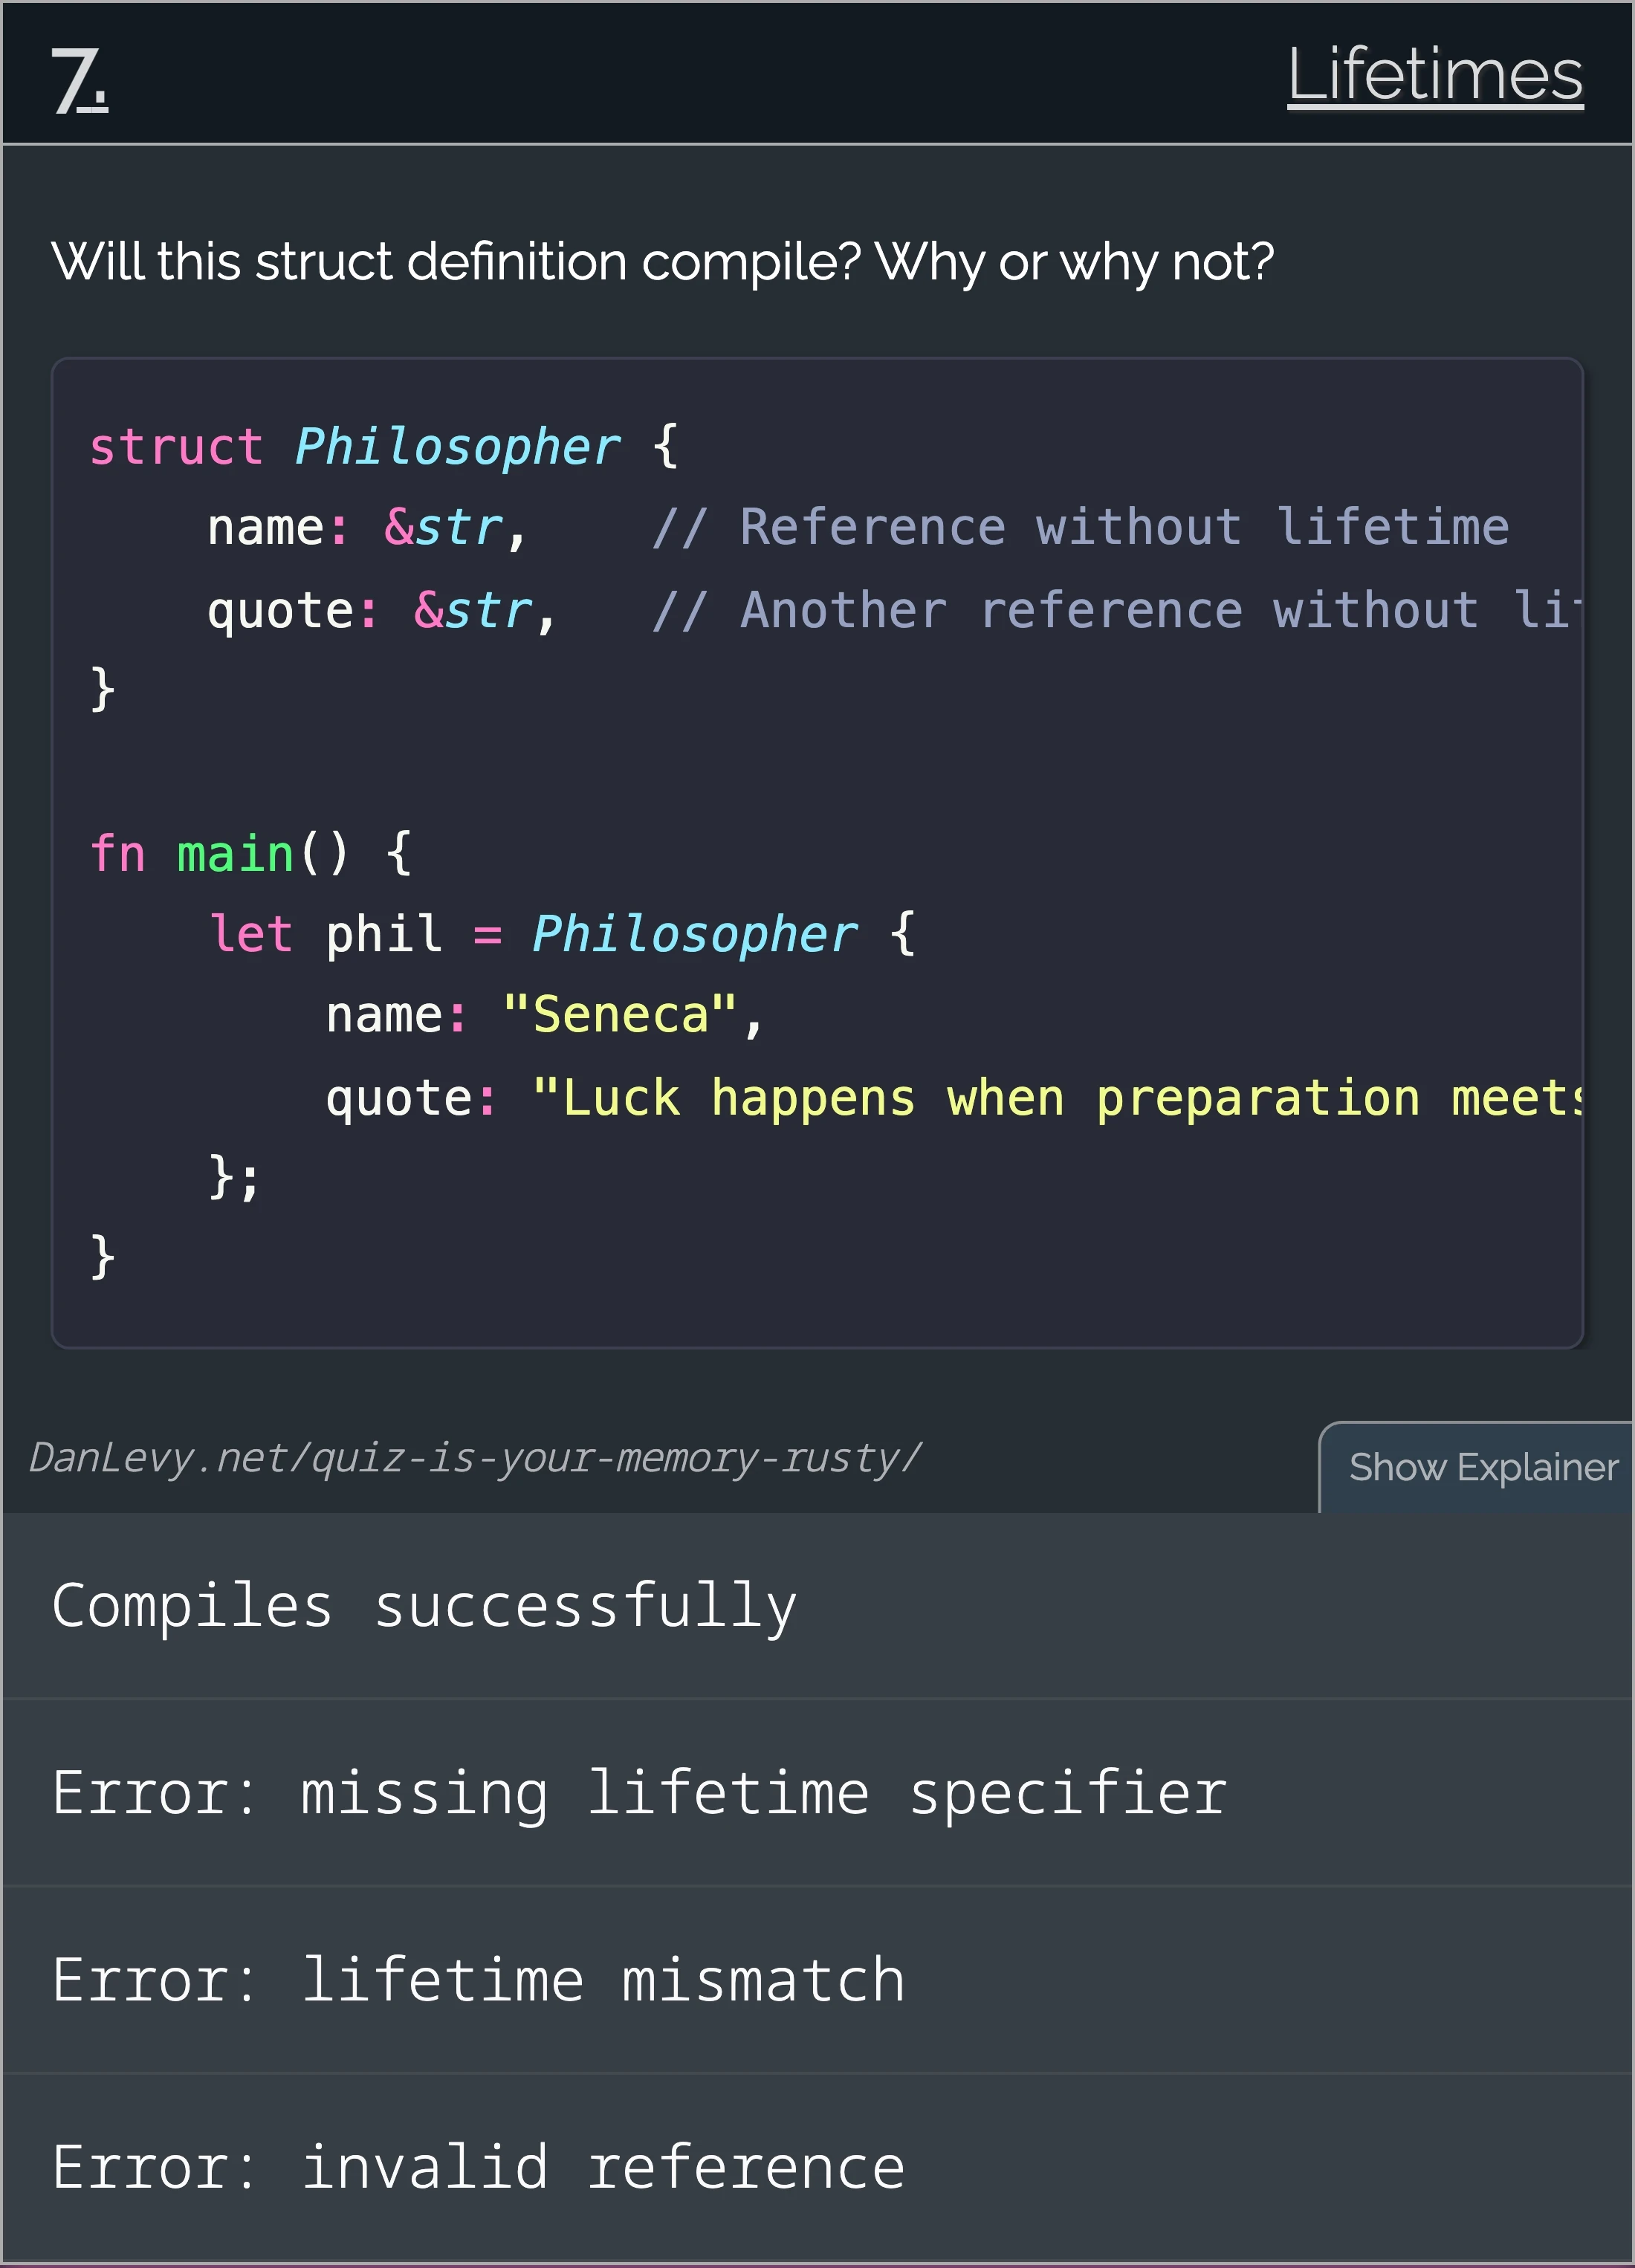 7.
Lifetimes
Will this struct definition compile? Why or why not?
struct Philosopher {
    name: &str,    // Reference without lifetime
    quote: &str,   // Another reference without
}
fn main() {
    let phil = Philosopher {
        name: "Seneca",
        quote: "Luck happens when preparation meets
    };
}
DanLevy.net/quiz-is-your-memory-rusty/
Show Explainer
Compiles successfully
Error: missing lifetime specifier
Error: lifetime mismatch
Error: invalid reference